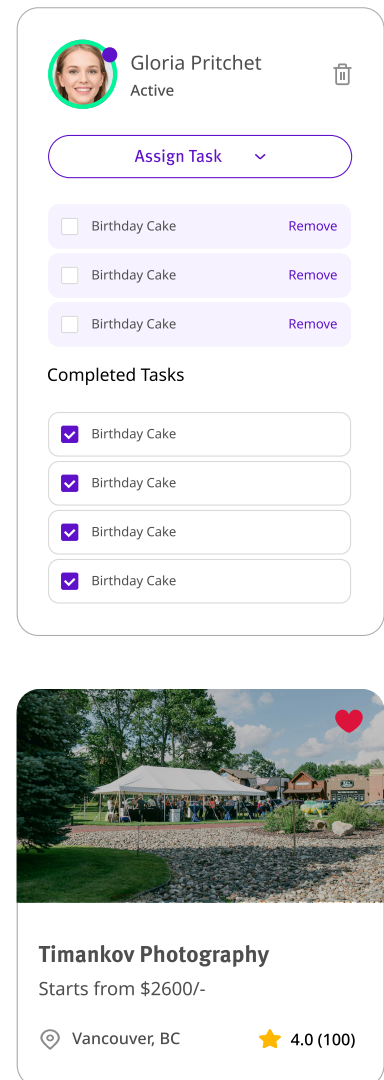 Gloria Pritchet
Active
Assign Task
Birthday Cake Remove
Birthday Cake Remove
Birthday Cake Remove
Completed Tasks
Birthday Cake
Birthday Cake
Birthday Cake
Birthday Cake
Timankov Photography
Starts from $2600/-
Vancouver, BC 4.0 (100)